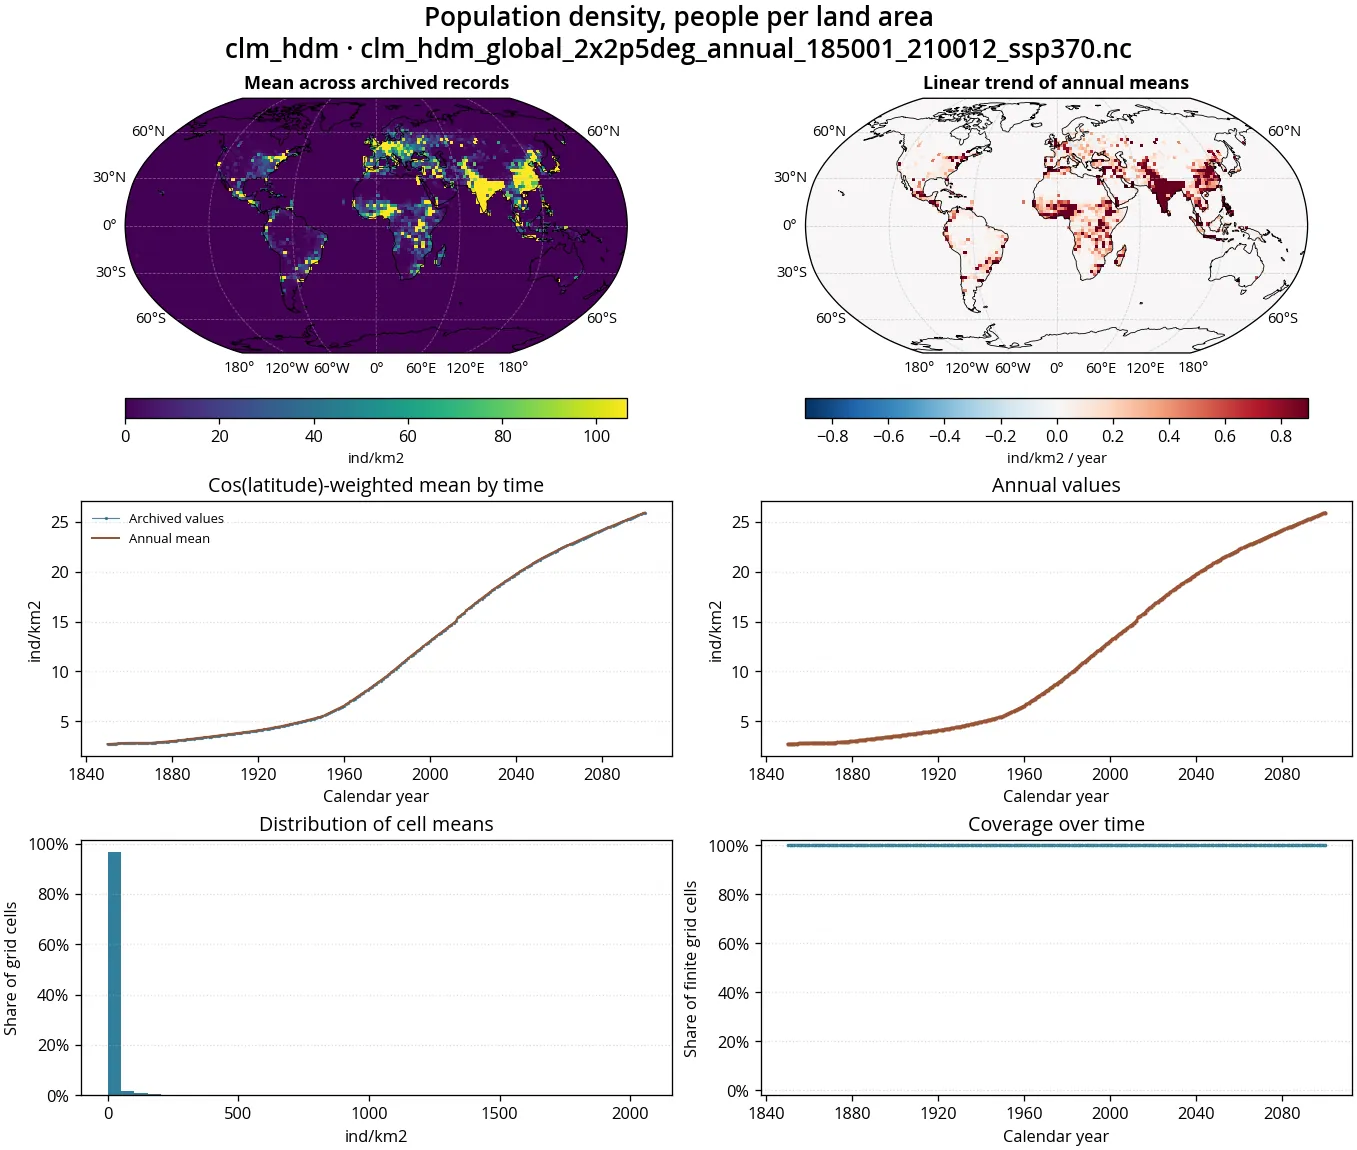 Population density, people per land area
clm_hdm · clm_hdm_global_2x2p5deg_annual_185001_210012_ssp370.nc
Mean across archived records
60°N
60°N
30°N
0°
30°S
60°S
60°S
180°
120°W
60°W
0°
60°E
120°E
180°
0
20
40
60
80
100
ind/km2
Linear trend of annual means
60°N
60°N
30°N
0°
30°S
60°S
60°S
180°
120°W
60°W
0°
60°E
120°E
180°
−0.8
−0.6
−0.4
−0.2
0.0
0.2
0.4
0.6
0.8
ind/km2 / year
Cos(latitude)-weighted mean by time
Archived values
Annual mean
25
20
15
10
5
ind/km2
1840
1880
1920
1960
2000
2040
2080
Calendar year
Annual values
25
20
15
10
5
ind/km2
1840
1880
1920
1960
2000
2040
2080
Calendar year
Distribution of cell means
100%
80%
60%
40%
20%
0%
Share of grid cells
0
500
1000
1500
2000
ind/km2
Coverage over time
100%
80%
60%
40%
20%
0%
Share of finite grid cells
1840
1880
1920
1960
2000
2040
2080
Calendar year